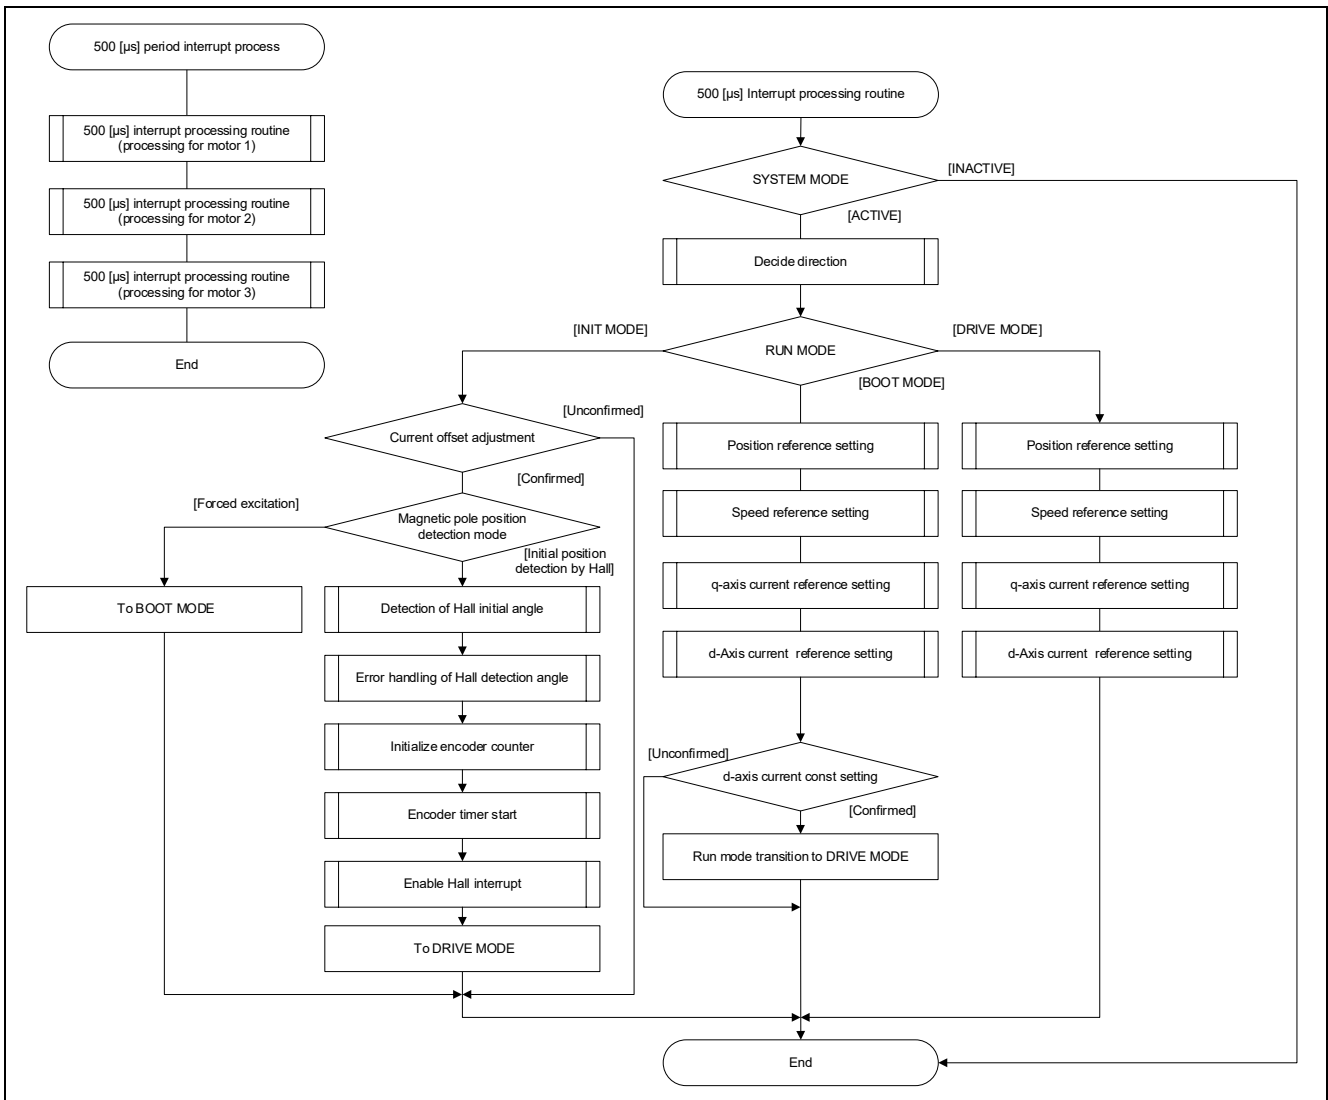 500 [µs] period interrupt process
500 [µs] interrupt processing routine
(processing for motor 1)
500 [µs] interrupt processing routine
(processing for motor 2)
500 [µs] interrupt processing routine
(processing for motor 3)
End
500 [µs] Interrupt processing routine
SYSTEM MODE
[INACTIVE]
[ACTIVE]
Decide direction
[INIT MODE]
RUN MODE
[DRIVE MODE]
[BOOT MODE]
Current offset adjustment
[Unconfirmed]
[Confirmed]
[Forced excitation]
Magnetic pole position
detection mode
[Initial position
detection by Hall]
To BOOT MODE
Detection of Hall initial angle
Error handling of Hall detection angle
Initialize encoder counter
Encoder timer start
Enable Hall interrupt
To DRIVE MODE
Position reference setting
Speed reference setting
q-axis current reference setting
d-Axis current reference setting
[Unconfirmed]
d-axis current const setting
[Confirmed]
Run mode transition to DRIVE MODE
Position reference setting
Speed reference setting
q-axis current reference setting
d-Axis current reference setting
End